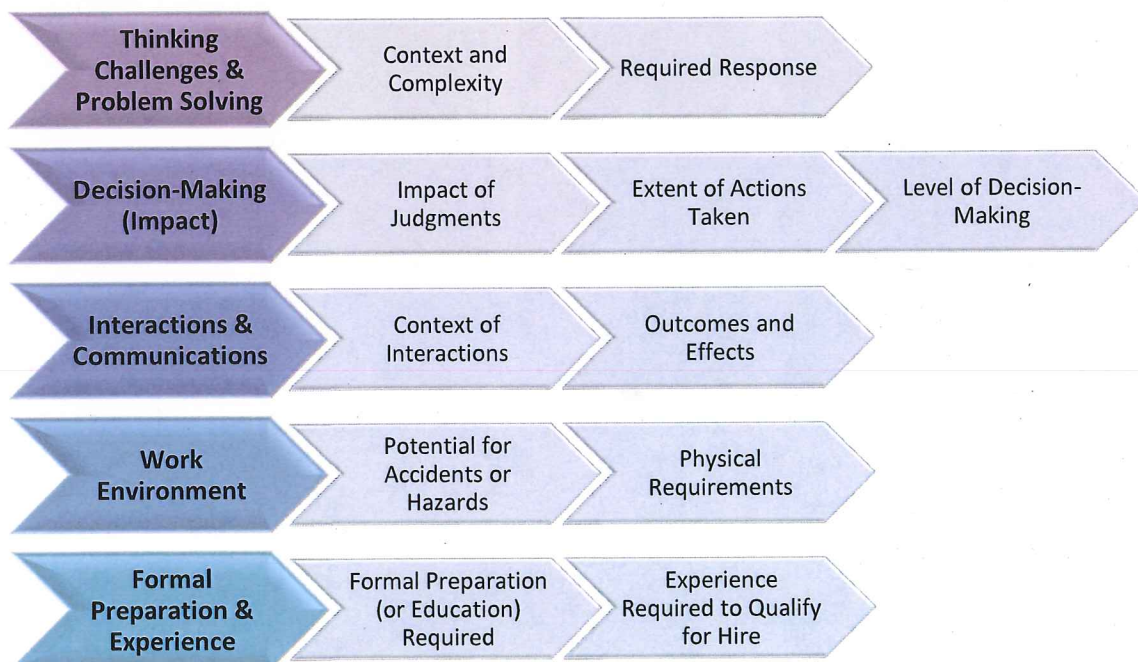 Thinking
Challenges &
Problem Solving
Context and
Complexity
Required Response
Decision-Making
(Impact)
Impact of
Judgments
Extent of Actions
Taken
Level of Decision-
Making
Interactions &
Communications
Context of
Interactions
Outcomes and
Effects
Work
Environment
Potential for
Accidents or
Hazards
Physical
Requirements
Formal
Preparation &
Experience
Formal Preparation
(or Education)
Required
Experience
Required to Qualify
for Hire